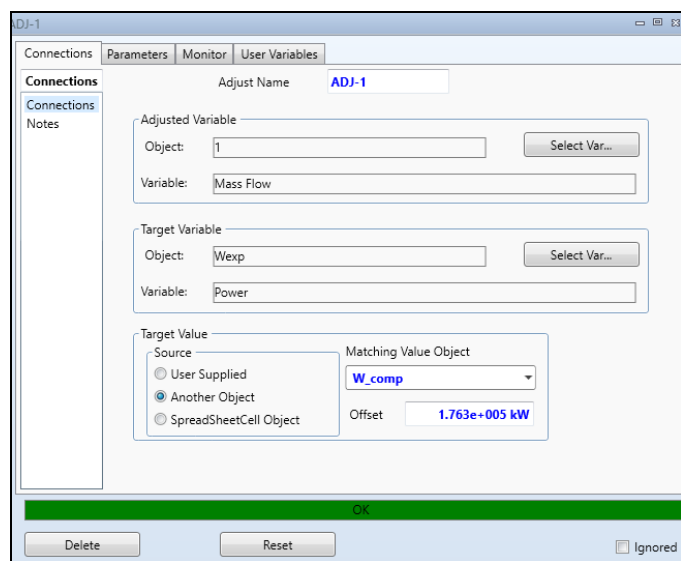 ADJ-1
Connections Parameters Monitor User Variables
Connections
Connections
Notes
Adjust Name ADJ-1
Adjusted Variable
Object: 1 Select Var...
Variable: Mass Flow
Target Variable
Object: Wexp Select Var...
Variable: Power
Target Value
Source
User Supplied
Another Object
SpreadSheetCell Object
Matching Value Object
W_comp
Offset 1.763e+005 kW
OK
Delete Reset Ignored